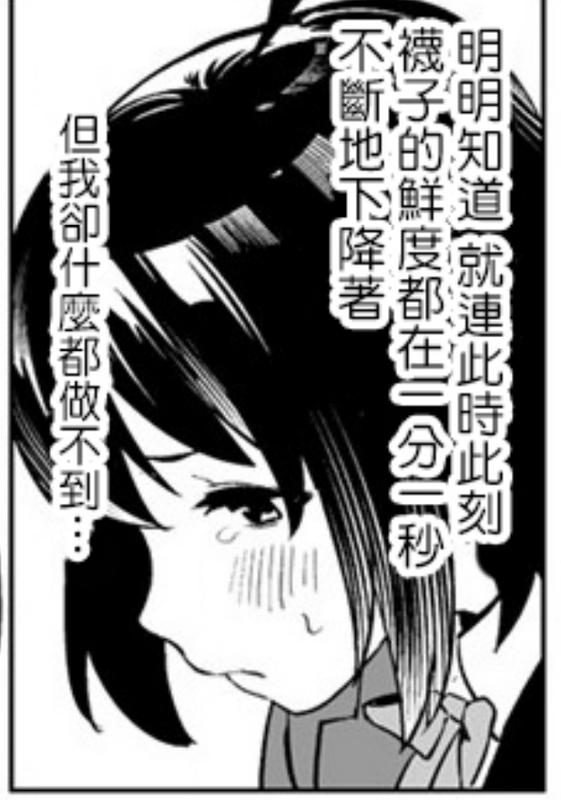 明明知道 就連此時此刻
襪子的鮮度都在一分一秒
不斷地下降著
但我卻什麼都做不到…